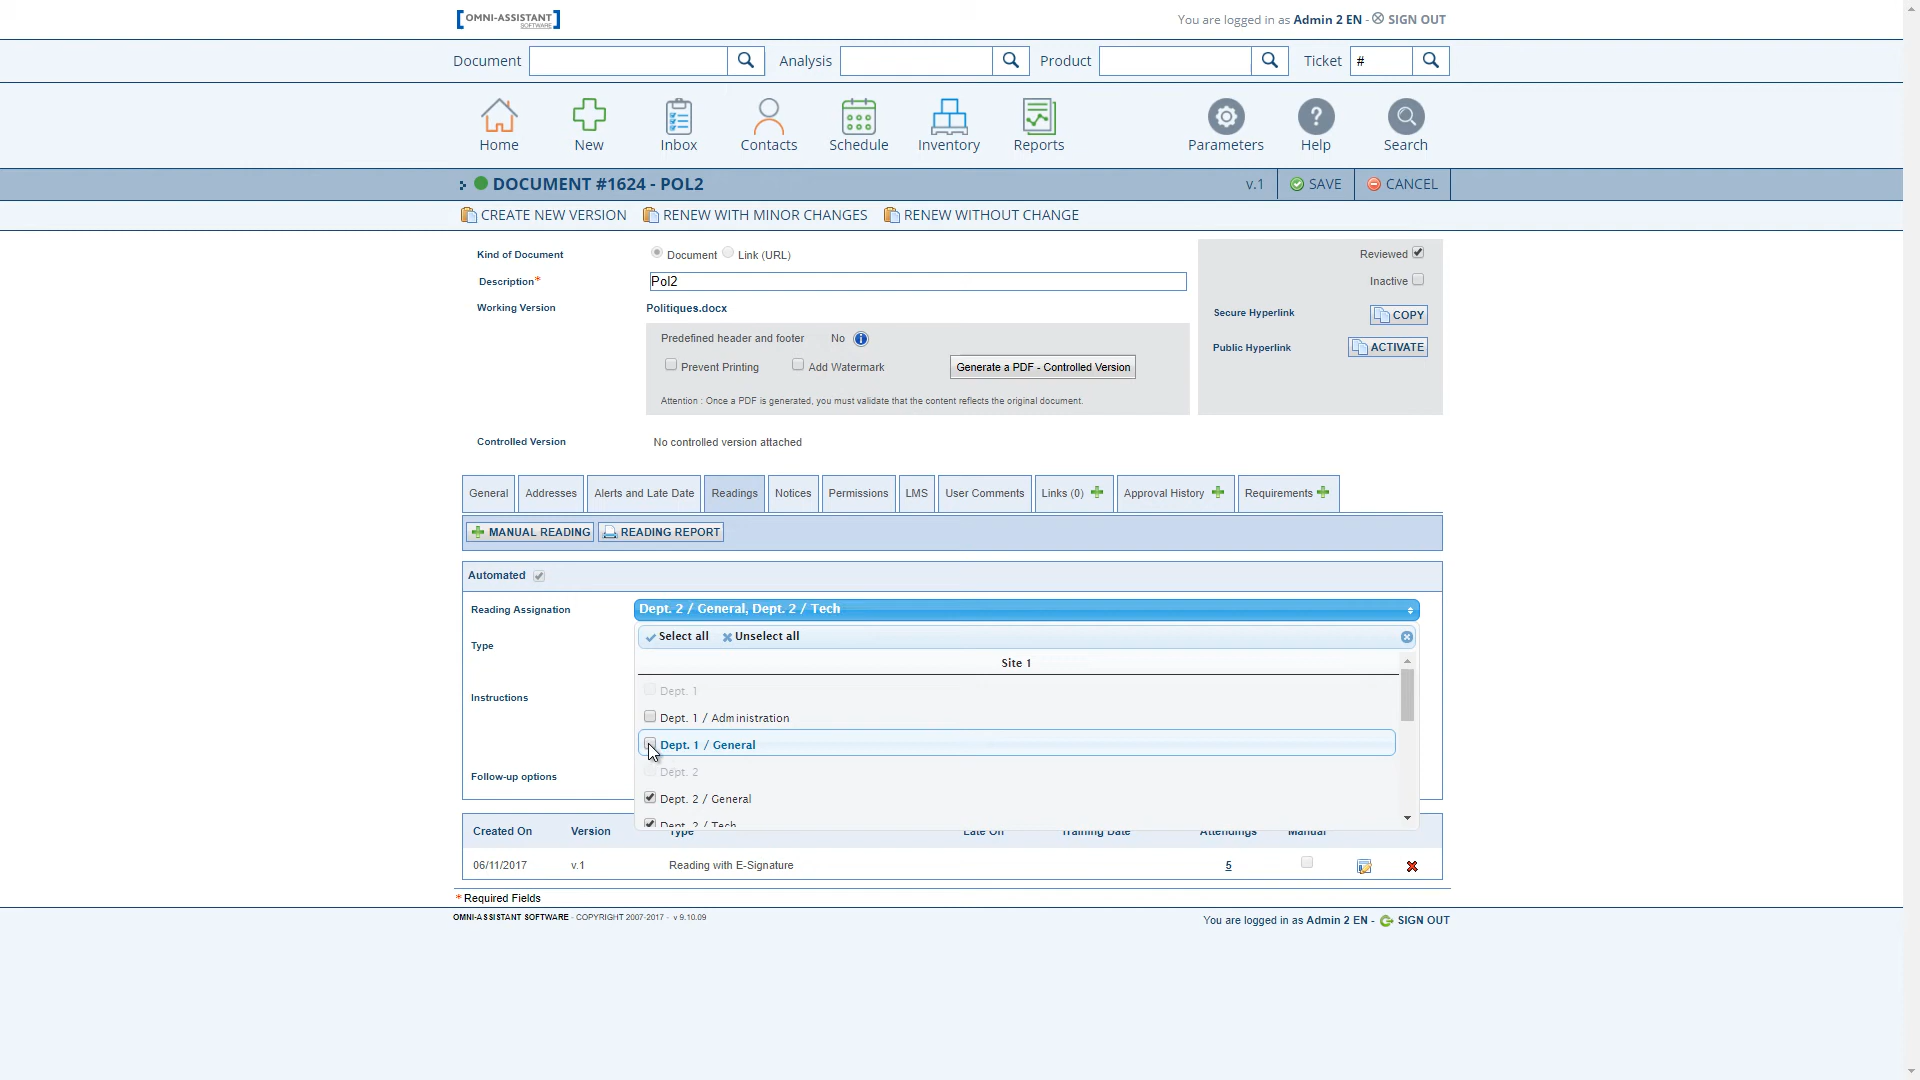 OMNI-ASSISTANT
SOFTWARE
You are logged in as Admin 2 EN - SIGN OUT
Document Analysis Product Ticket #
Home New Inbox Contacts Schedule Inventory Reports Parameters Help Search
DOCUMENT #1624 - POL2 v.1 SAVE CANCEL
CREATE NEW VERSION RENEW WITH MINOR CHANGES RENEW WITHOUT CHANGE
Kind of Document Document Link (URL) Reviewed
Description* Pol2 Inactive
Working Version Politiques.docx Secure Hyperlink COPY
Predefined header and footer No
Public Hyperlink ACTIVATE
Prevent Printing Add Watermark Generate a PDF - Controlled Version
Attention : Once a PDF is generated, you must validate that the content reflects the original document.
Controlled Version No controlled version attached
General Addresses Alerts and Late Date Readings Notices Permissions LMS User Comments Links (0) Approval History Requirements
MANUAL READING READING REPORT
Automated
Reading Assignation Dept. 2 / General, Dept. 2 / Tech
Select all Unselect all
Type
Site 1
Dept. 1
Instructions
Dept. 1 / Administration
Dept. 1 / General
Dept. 2
Follow-up options
Dept. 2 / General
Dept. 2 / Tech
Created On Version Type Late On Training Date Attendings Manual
06/11/2017 v.1 Reading with E-Signature 5
* Required Fields
OMNI-ASSISTANT SOFTWARE - COPYRIGHT 2007-2017 - v 9.10.09 You are logged in as Admin 2 EN - SIGN OUT